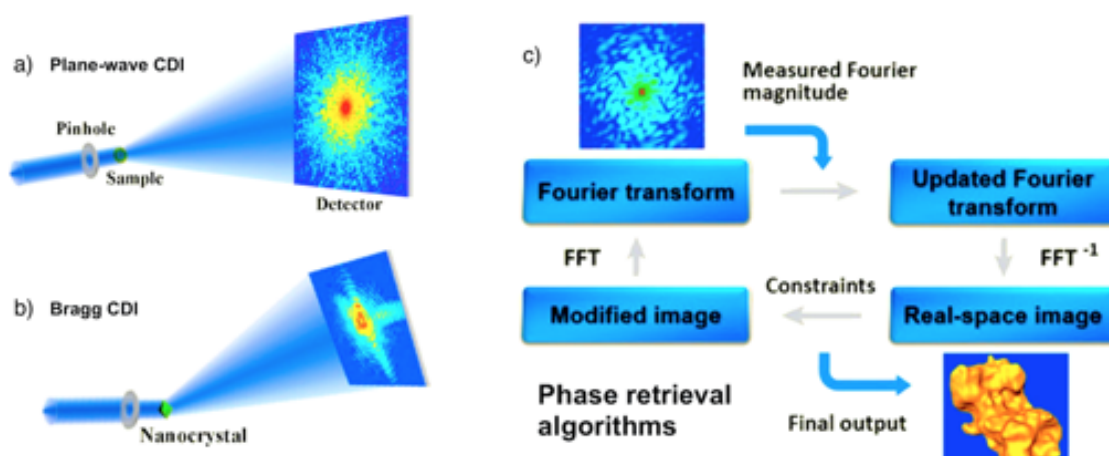 a) Plane-wave CDI
Pinhole
Sample
Detector
b) Bragg CDI
Nanocrystal
c)
Measured Fourier
magnitude
Fourier transform
Updated Fourier
transform
FFT
FFT -1
Constraints
Modified image
Real-space image
Phase retrieval
algorithms
Final output